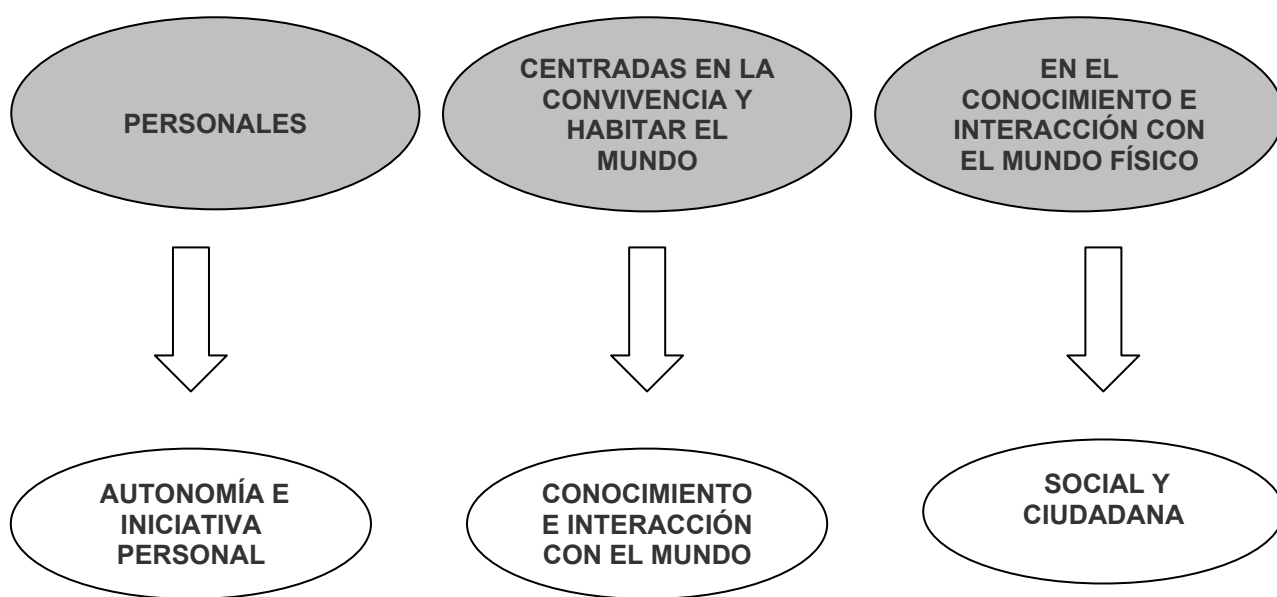 PERSONALES
CENTRADAS EN LA
CONVIVENCIA Y
HABITAR EL
MUNDO
EN EL
CONOCIMIENTO E
INTERACCIÓN CON
EL MUNDO FÍSICO
AUTONOMÍA E
INICIATIVA
PERSONAL
CONOCIMIENTO
E INTERACCIÓN
CON EL MUNDO
SOCIAL Y
CIUDADANA